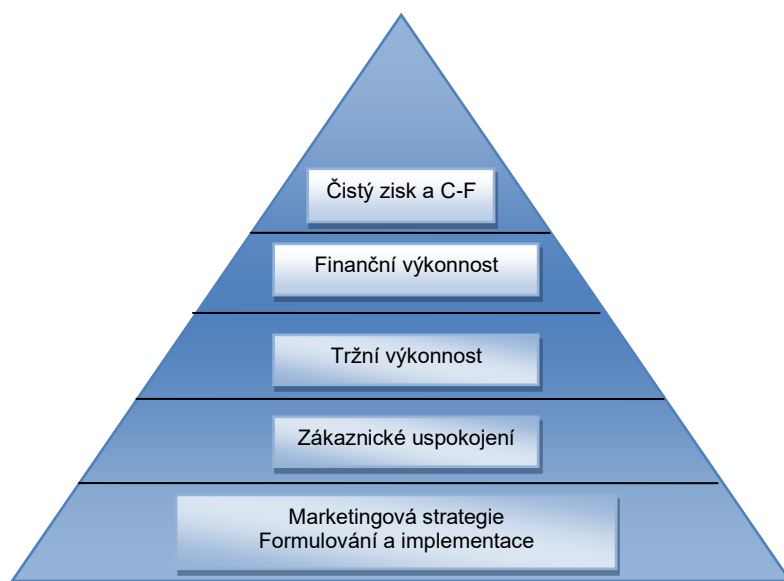 Čistý zisk a C-F
Finanční výkonnost
Tržní výkonnost
Zákaznické uspokojení
Marketingová strategie
Formulování a implementace